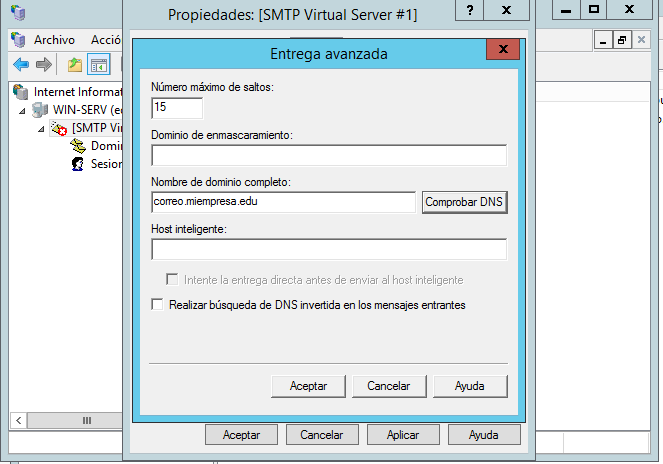 Propiedades: [SMTP Virtual Server #1]
? X
Archivo Acció
Entrega avanzada
X
Internet Informat
WIN-SERV (e
[SMTP Vi
Domi
Sesion
Número máximo de saltos:
15
Dominio de enmascaramiento:
Nombre de dominio completo:
correo.miempresa.edu
Comprobar DNS
Host inteligente:
Intente la entrega directa antes de enviar al host inteligente
Realizar búsqueda de DNS invertida en los mensajes entrantes
Aceptar Cancelar Ayuda
Aceptar Cancelar Aplicar Ayuda